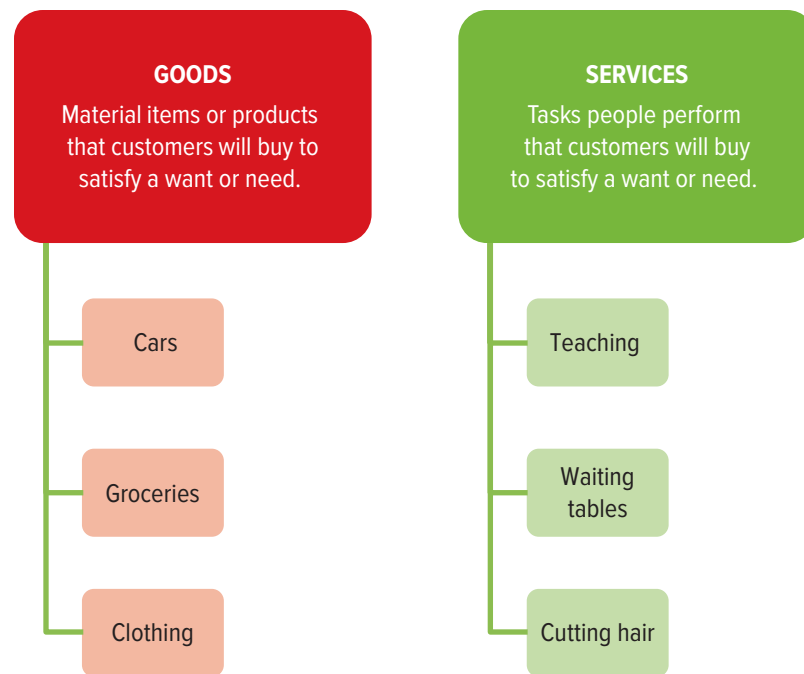 GOODS
Material items or products
that customers will buy to
satisfy a want or need.
Cars
Groceries
Clothing
SERVICES
Tasks people perform
that customers will buy
to satisfy a want or need.
Teaching
Waiting
tables
Cutting hair